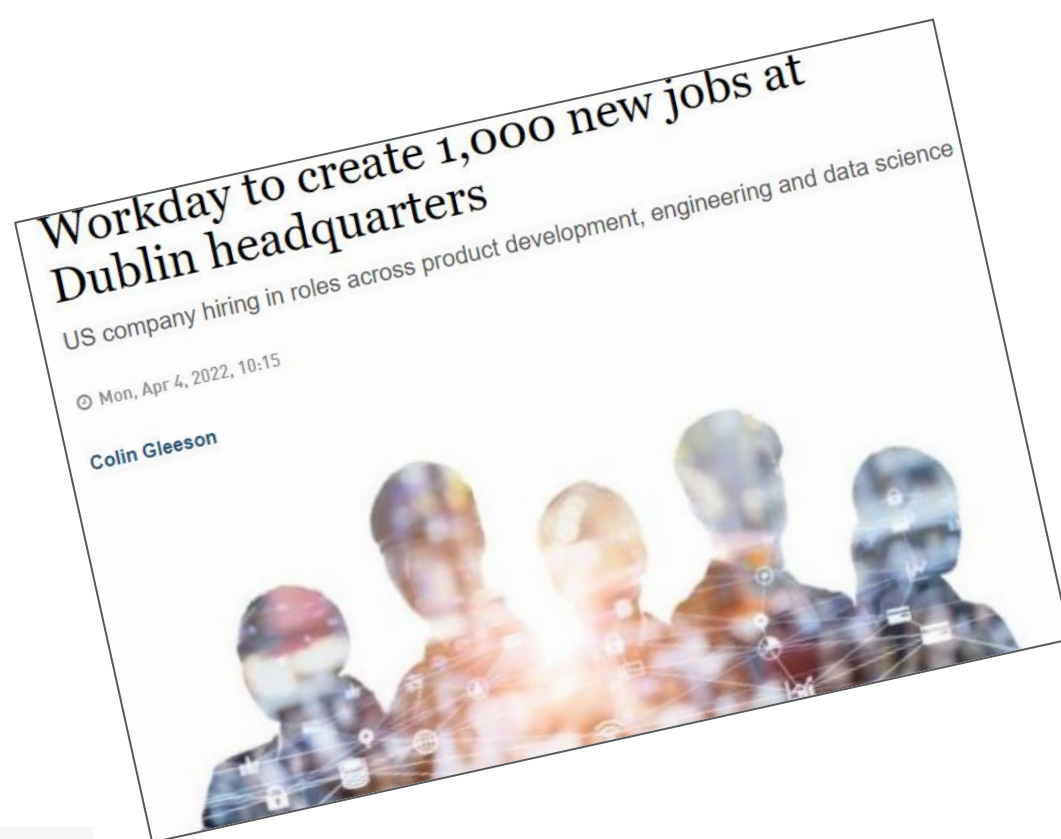 Workday to create 1,000 new jobs at
Dublin headquarters
US company hiring in roles across product development, engineering and data science
Mon, Apr 4, 2022, 10:15
Colin Gleeson